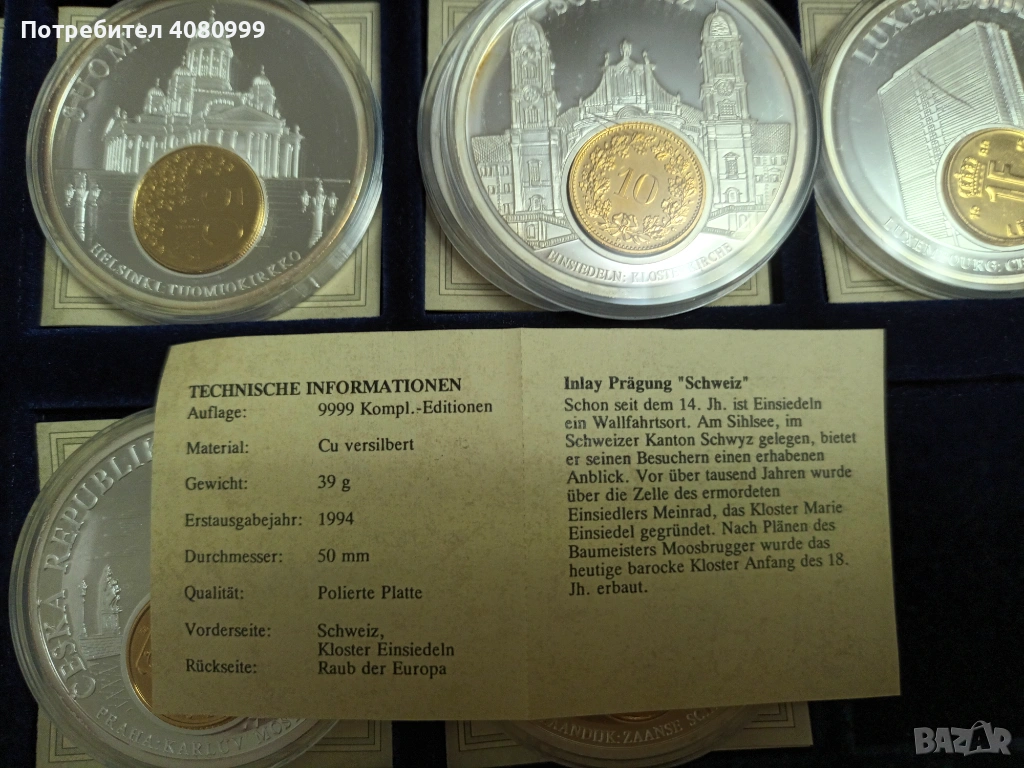 Потребител 4080999
HELSINKI:TUOMIOKIRKKO
10
EINSIEDELN: KLOSTERKIRCHE
TECHNISCHE INFORMATIONEN
Auflage: 9999 Kompl.-Editionen
Material: Cu versilbert
Gewicht: 39 g
Erstausgabejahr: 1994
Durchmesser: 50 mm
Qualität: Polierte Platte
Vorderseite: Schweiz,
Kloster Einsiedeln
Rückseite: Raub der Europa
Inlay Prägung "Schweiz"
Schon seit dem 14. Jh. ist Einsiedeln
ein Wallfahrtsort. Am Sihlsee, im
Schweizer Kanton Schwyz gelegen, bietet
er seinen Besuchern einen erhabenen
Anblick. Vor über tausend Jahren wurde
über die Zelle des ermordeten
Einsiedlers Meinrad, das Kloster Marie
Einsiedel gegründet. Nach Plänen des
Baumeisters Moosbrugger wurde das
heutige barocke Kloster Anfang des 18.
Jh. erbaut.
ČESKÁ REPUBLIK
PRAHA:KARLŮV
ZAANSE
BAZAR